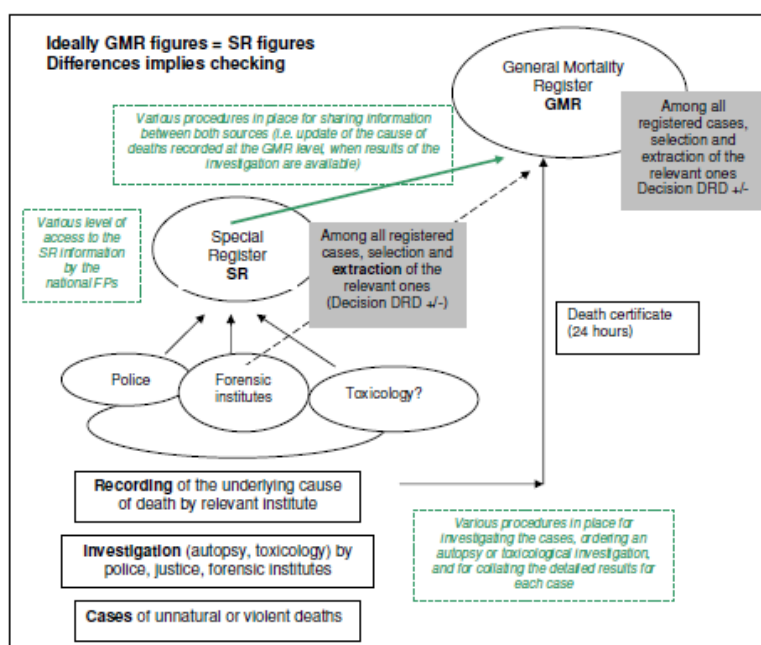 Ideally GMR figures = SR figures
Differences implies checking
General Mortality
Register
GMR
Among all
registered cases,
selection and
extraction of the
relevant ones
Decision DRD +/-
Various procedures in place for sharing information
between both sources (i.e. update of the cause of
deaths recorded at the GMR level, when results of
the investigation are available)
Various level of
access to the
SR information
by the
national FPs
Special
Register
SR
Among all registered
cases, selection and
extraction of the
relevant ones
(Decision DRD +/-)
Death certificate
(24 hours)
Police
Forensic
institutes
Toxicology?
Recording of the underlying cause
of death by relevant institute
Various procedures in place for
investigating the cases, ordering an
autopsy or toxicological investigation,
and for collating the detailed results for
each case
Investigation (autopsy, toxicology) by
police, justice, forensic institutes
Cases of unnatural or violent deaths